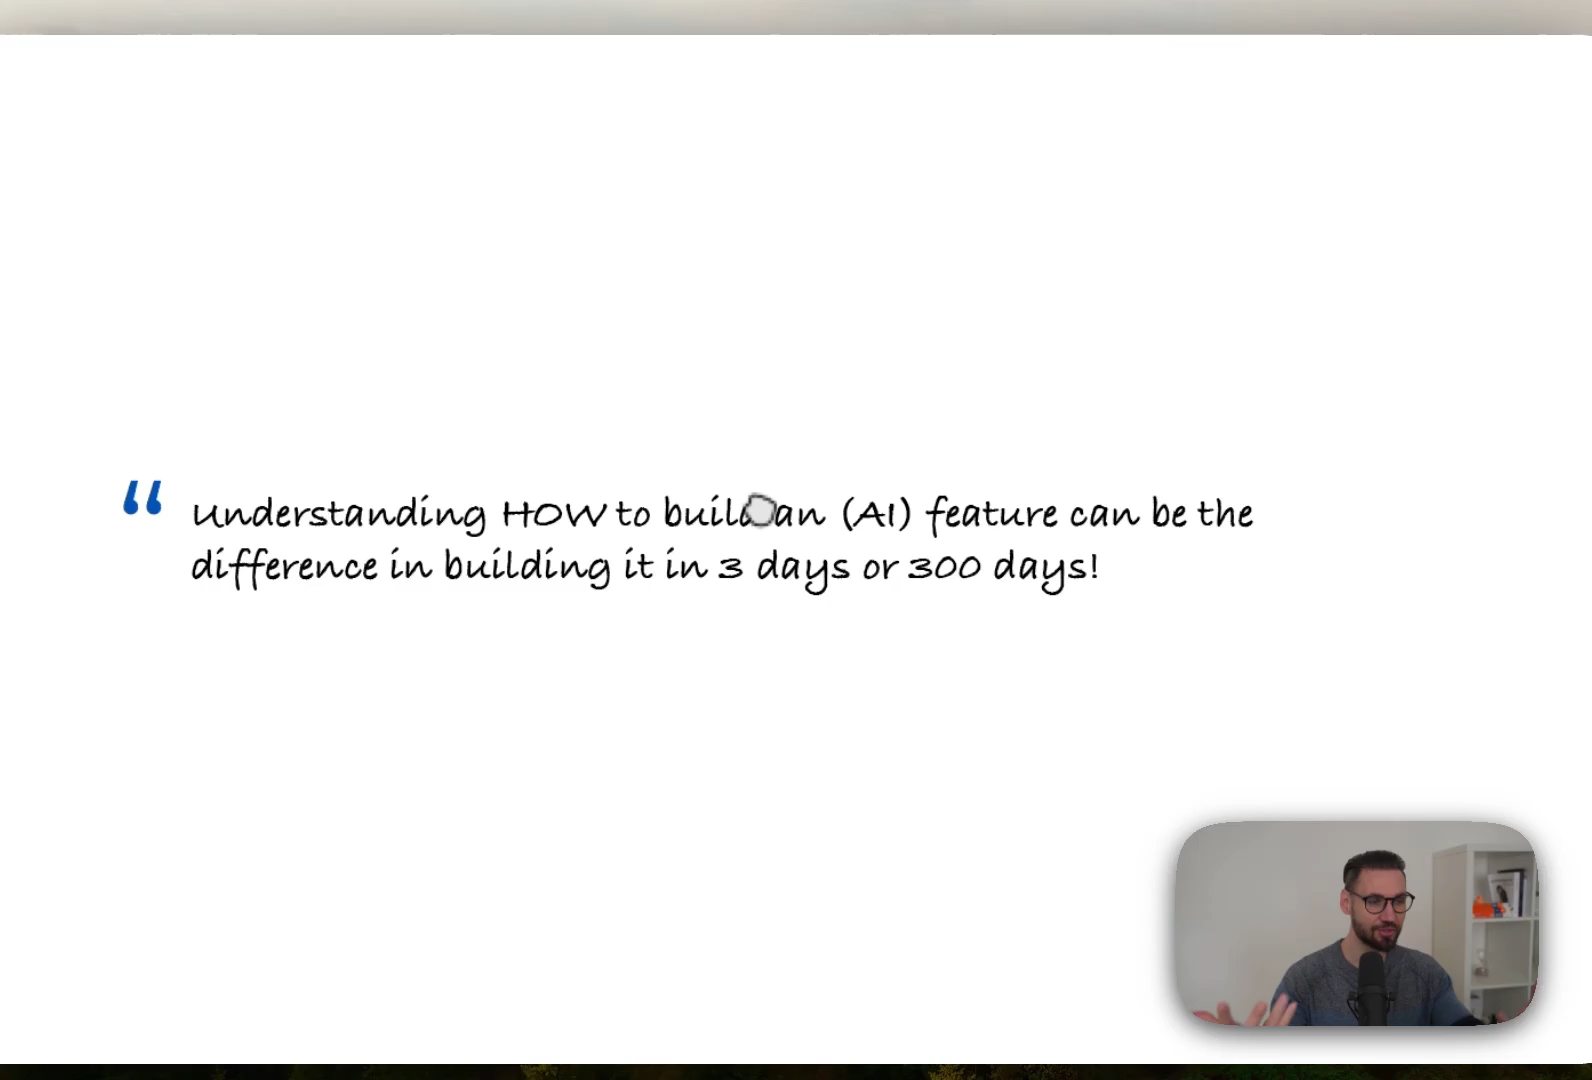 “ Understanding HOW to build an (AI) feature can be the
difference in building it in 3 days or 300 days!